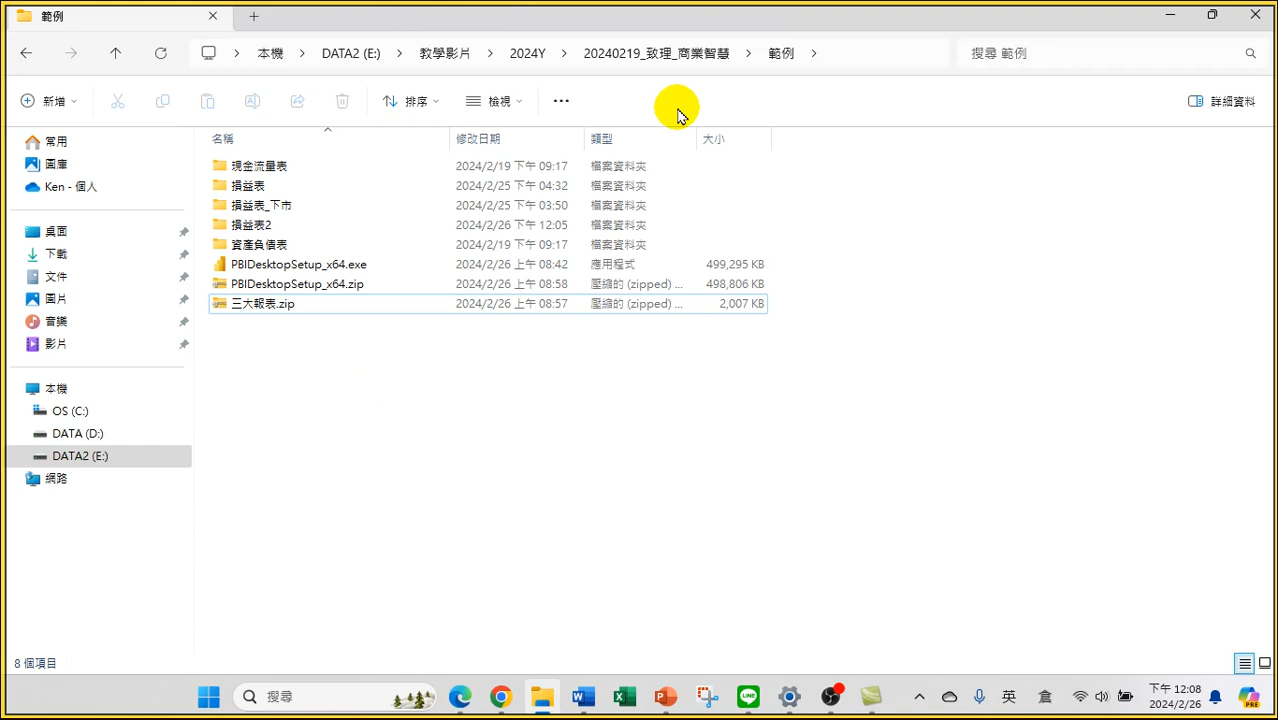 範例
本機 > DATA2 (E:) > 教學影片 > 2024Y > 20240219_致理_商業智慧 > 範例 >
搜尋 範例
新增 排序 檢視 ... 詳細資料
名稱 修改日期 類型 大小
常用
圖庫
Ken - 個人
桌面
下載
文件
圖片
音樂
影片
本機
OS (C:)
DATA (D:)
DATA2 (E:)
網路
現金流量表 2024/2/19 下午 09:17 檔案資料夾
損益表 2024/2/25 下午 04:32 檔案資料夾
損益表_下市 2024/2/25 下午 03:50 檔案資料夾
損益表2 2024/2/26 下午 12:05 檔案資料夾
資產負債表 2024/2/19 下午 09:17 檔案資料夾
PBIDesktopSetup_x64.exe 2024/2/26 上午 08:42 應用程式 499,295 KB
PBIDesktopSetup_x64.zip 2024/2/26 上午 08:58 壓縮的 (zipped) ... 498,806 KB
三大報表.zip 2024/2/26 上午 08:57 壓縮的 (zipped) ... 2,007 KB
8 個項目
搜尋
LINE
英
下午 12:08
2024/2/26
PRE